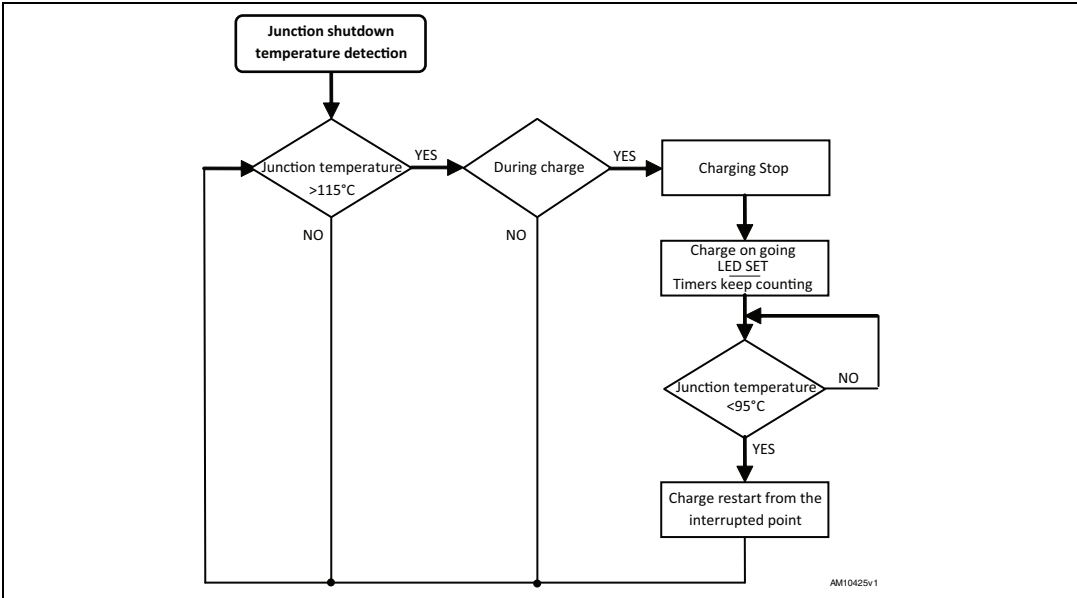 Junction shutdown
temperature detection
Junction temperature
>115°C
YES
NO
During charge
YES
NO
Charging Stop
Charge on going
LED SET
Timers keep counting
Junction temperature
<95°C
NO
YES
Charge restart from the
interrupted point
AM10425v1